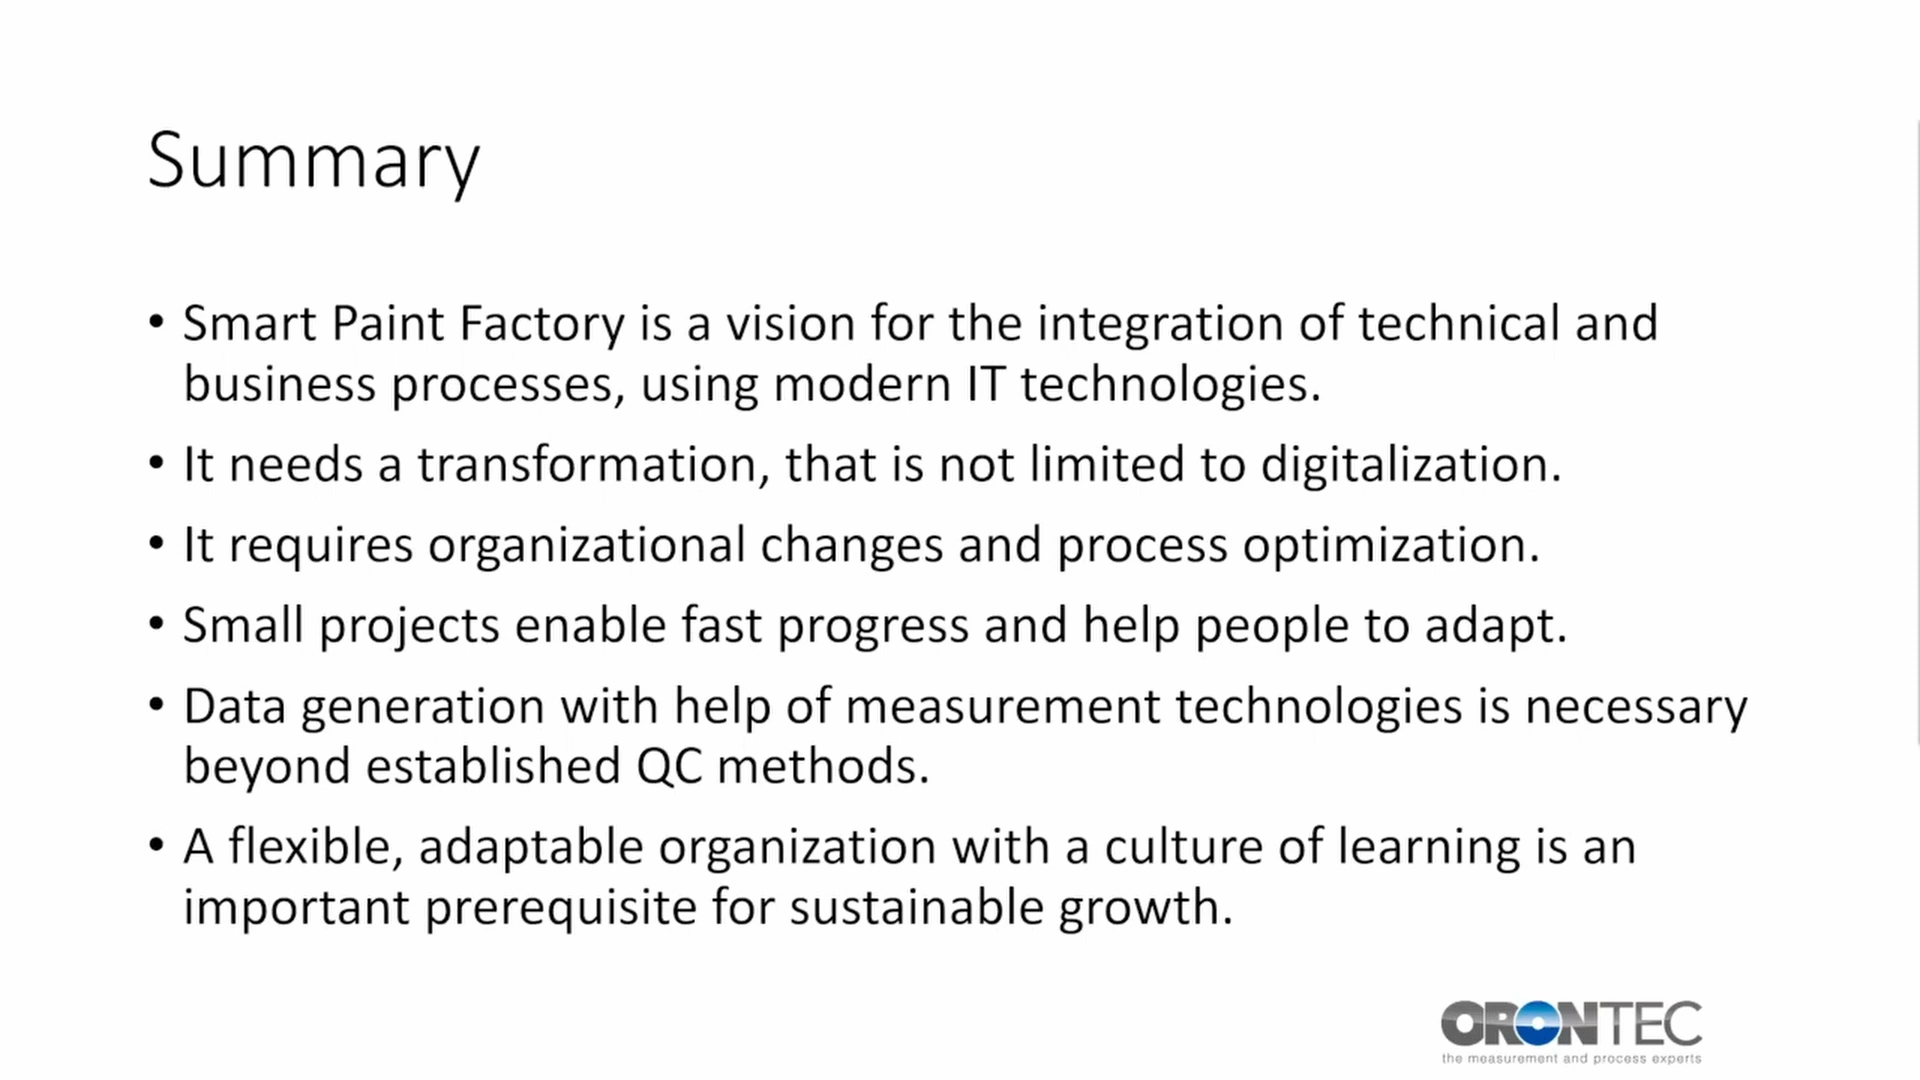 Summary
• Smart Paint Factory is a vision for the integration of technical and
business processes, using modern IT technologies.
• It needs a transformation, that is not limited to digitalization.
• It requires organizational changes and process optimization.
• Small projects enable fast progress and help people to adapt.
• Data generation with help of measurement technologies is necessary
beyond established QC methods.
• A flexible, adaptable organization with a culture of learning is an
important prerequisite for sustainable growth.
ORONTEC
the measurement and process experts